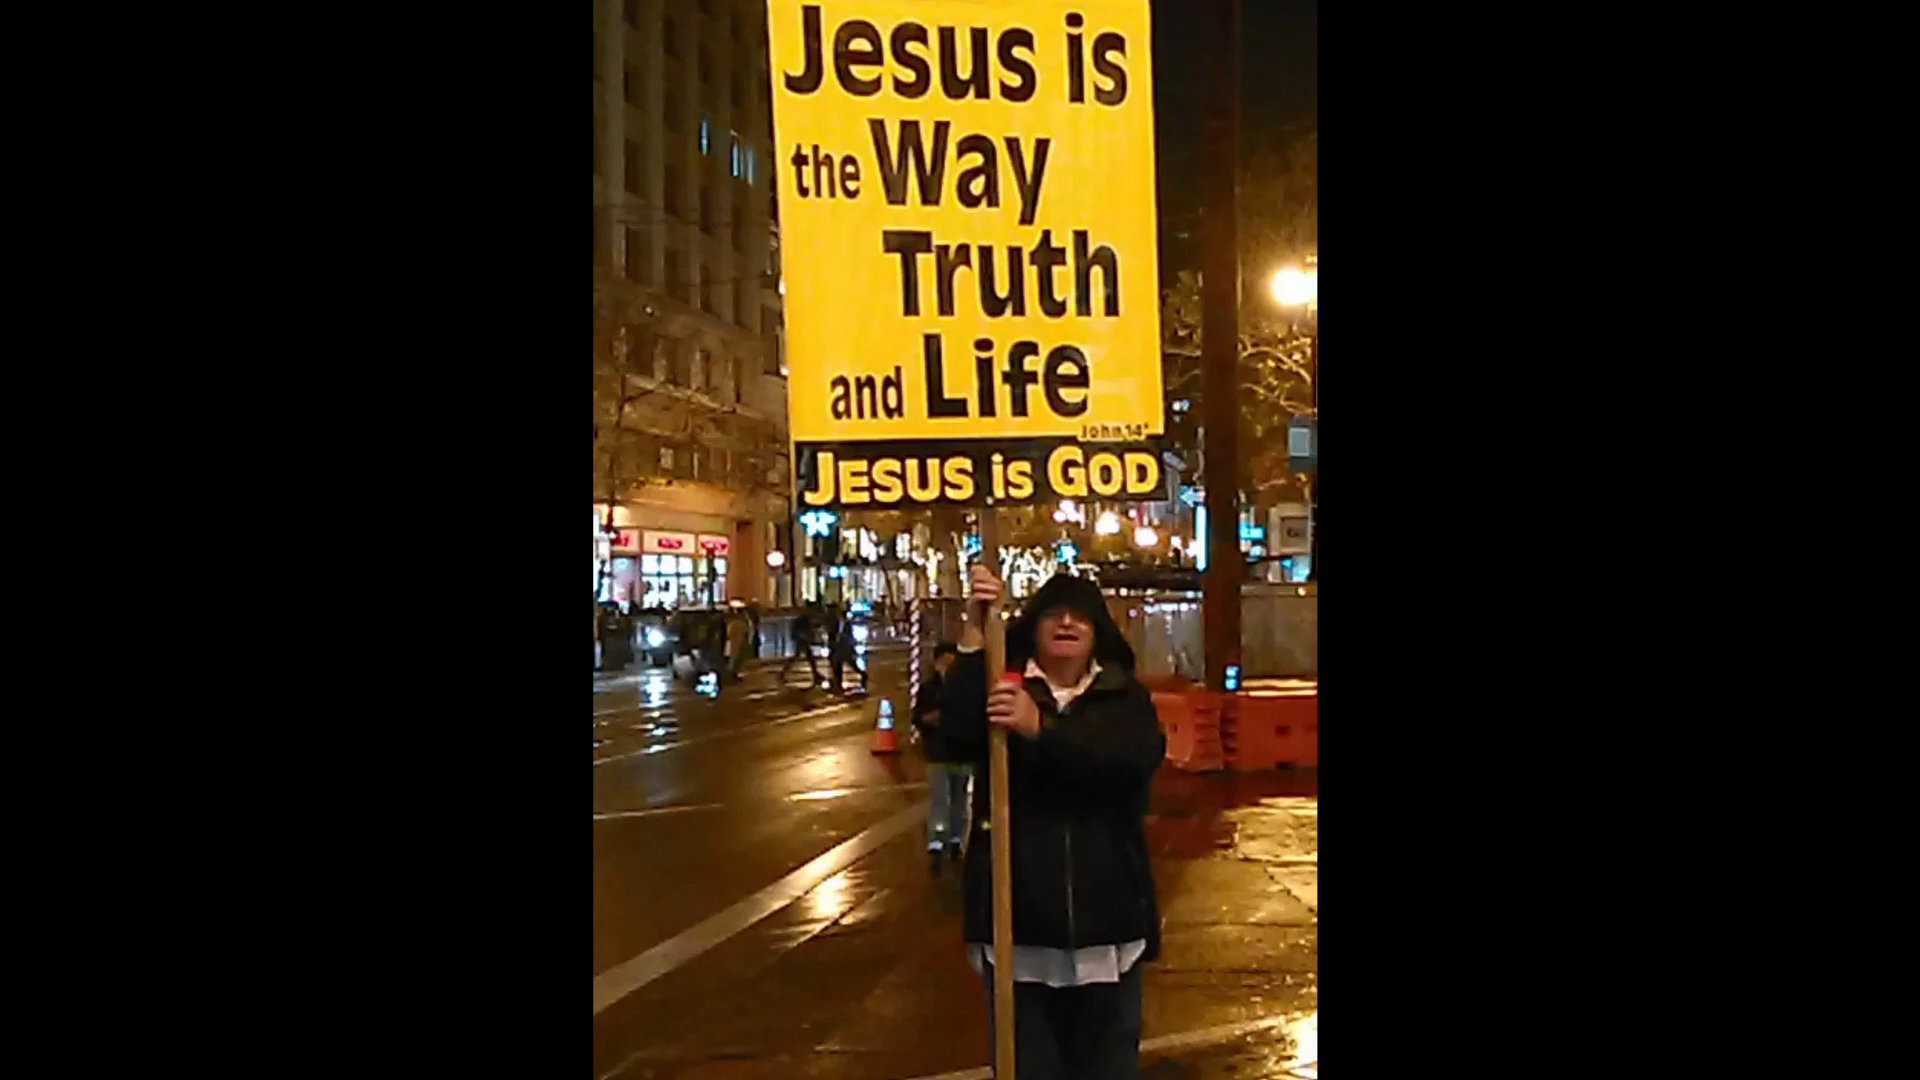 Jesus is
the Way
Truth
and Life
John 14
JESUS is GOD